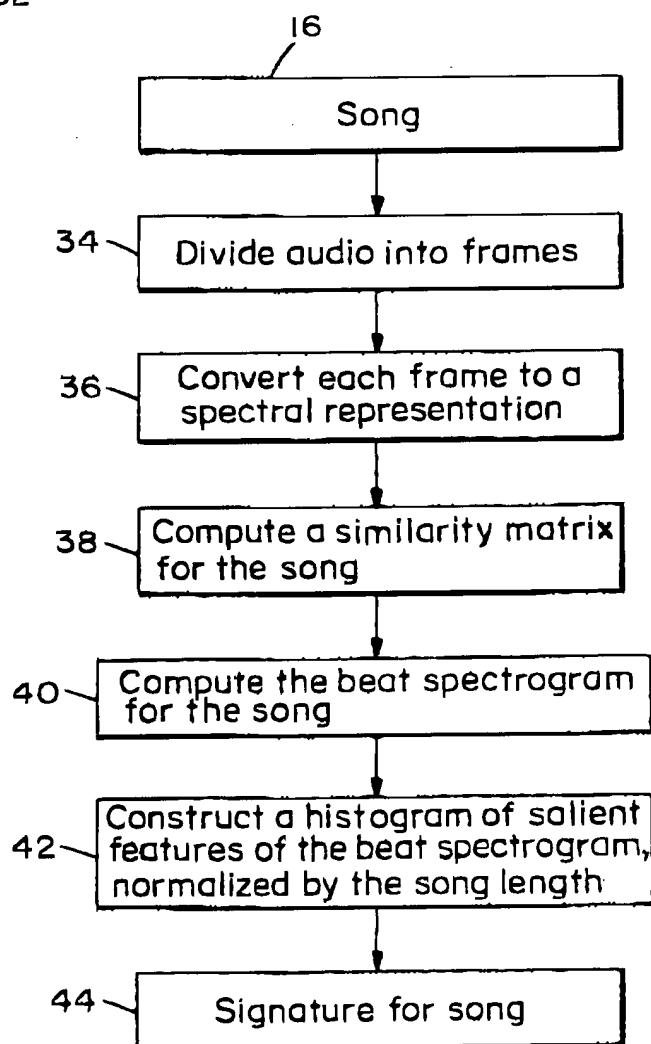 16
Song
34
Divide audio into frames
36
Convert each frame to a
spectral representation
38
Compute a similarity matrix
for the song
40
Compute the beat spectrogram
for the song
42
Construct a histogram of salient
features of the beat spectrogram,
normalized by the song length
44
Signature for song